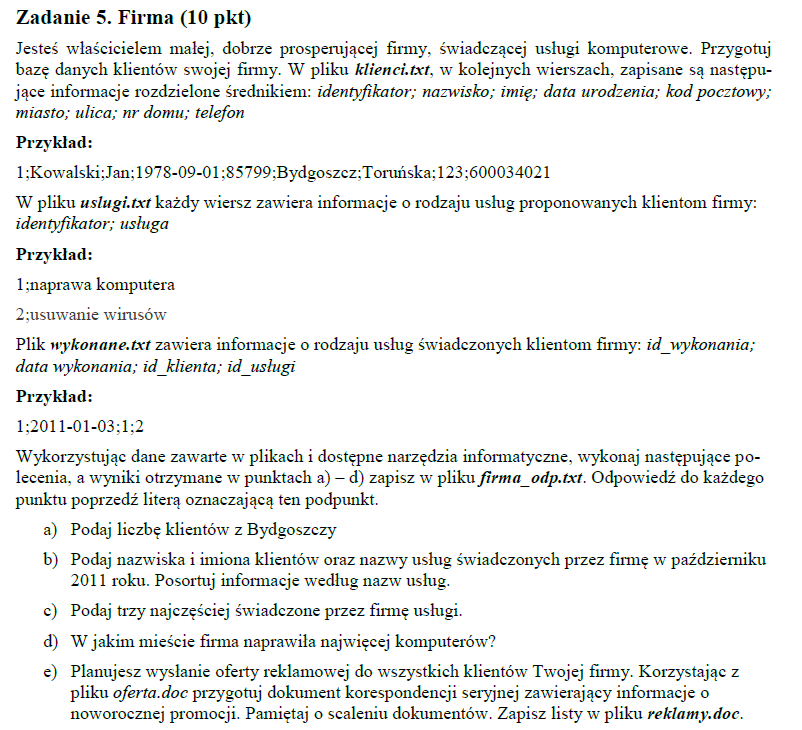 Zadanie 5. Firma (10 pkt)
Jesteś właścicielem małej, dobrze prosperującej firmy, świadczącej usługi komputerowe. Przygotuj
bazę danych klientów swojej firmy. W pliku klienci.txt, w kolejnych wierszach, zapisane są następu-
jące informacje rozdzielone średnikiem: identyfikator; nazwisko; imię; data urodzenia; kod pocztowy;
miasto; ulica; nr domu; telefon
Przykład:
1;Kowalski;Jan;1978-09-01;85799;Bydgoszcz;Toruńska;123;600034021
W pliku uslugi.txt każdy wiersz zawiera informacje o rodzaju usług proponowanych klientom firmy:
identyfikator; usługa
Przykład:
1;naprawa komputera
2;usuwanie wirusów
Plik wykonane.txt zawiera informacje o rodzaju usług świadczonych klientom firmy: id_wykonania;
data wykonania; id_klienta; id_usługi
Przykład:
1;2011-01-03;1;2
Wykorzystując dane zawarte w plikach i dostępne narzędzia informatyczne, wykonaj następujące po-
lecenia, a wyniki otrzymane w punktach a) – d) zapisz w pliku firma_odp.txt. Odpowiedź do każdego
punktu poprzedź literą oznaczającą ten podpunkt.
a) Podaj liczbę klientów z Bydgoszczy
b) Podaj nazwiska i imiona klientów oraz nazwy usług świadczonych przez firmę w październiku
2011 roku. Posortuj informacje według nazw usług.
c) Podaj trzy najczęściej świadczone przez firmę usługi.
d) W jakim mieście firma naprawiła najwięcej komputerów?
e) Planujesz wysłanie oferty reklamowej do wszystkich klientów Twojej firmy. Korzystając z
pliku oferta.doc przygotuj dokument korespondencji seryjnej zawierający informacje o
noworocznej promocji. Pamiętaj o scaleniu dokumentów. Zapisz listy w pliku reklamy.doc.